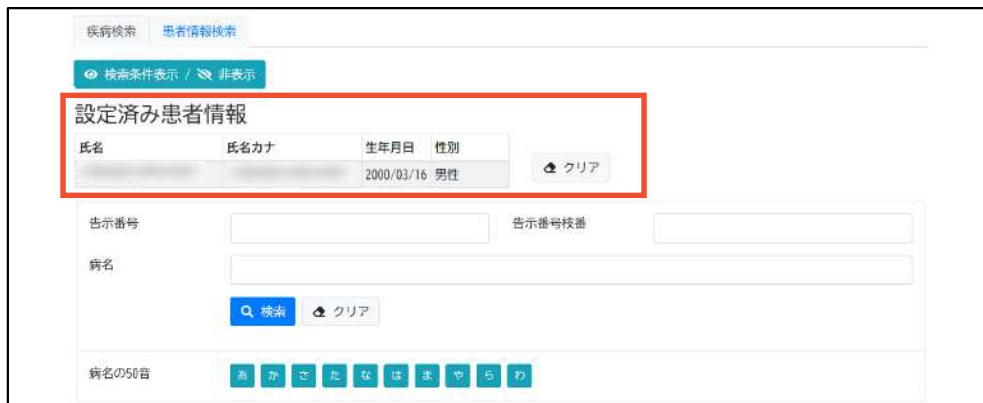 疾病検索 患者情報検索
検索条件表示 / 非表示
設定済み患者情報
氏名 氏名カナ 生年月日 性別
2000/03/16 男性
クリア
告示番号 告示番号枝番
病名
検索 クリア
病名の50音 あ か さ た な は ま や ら わ